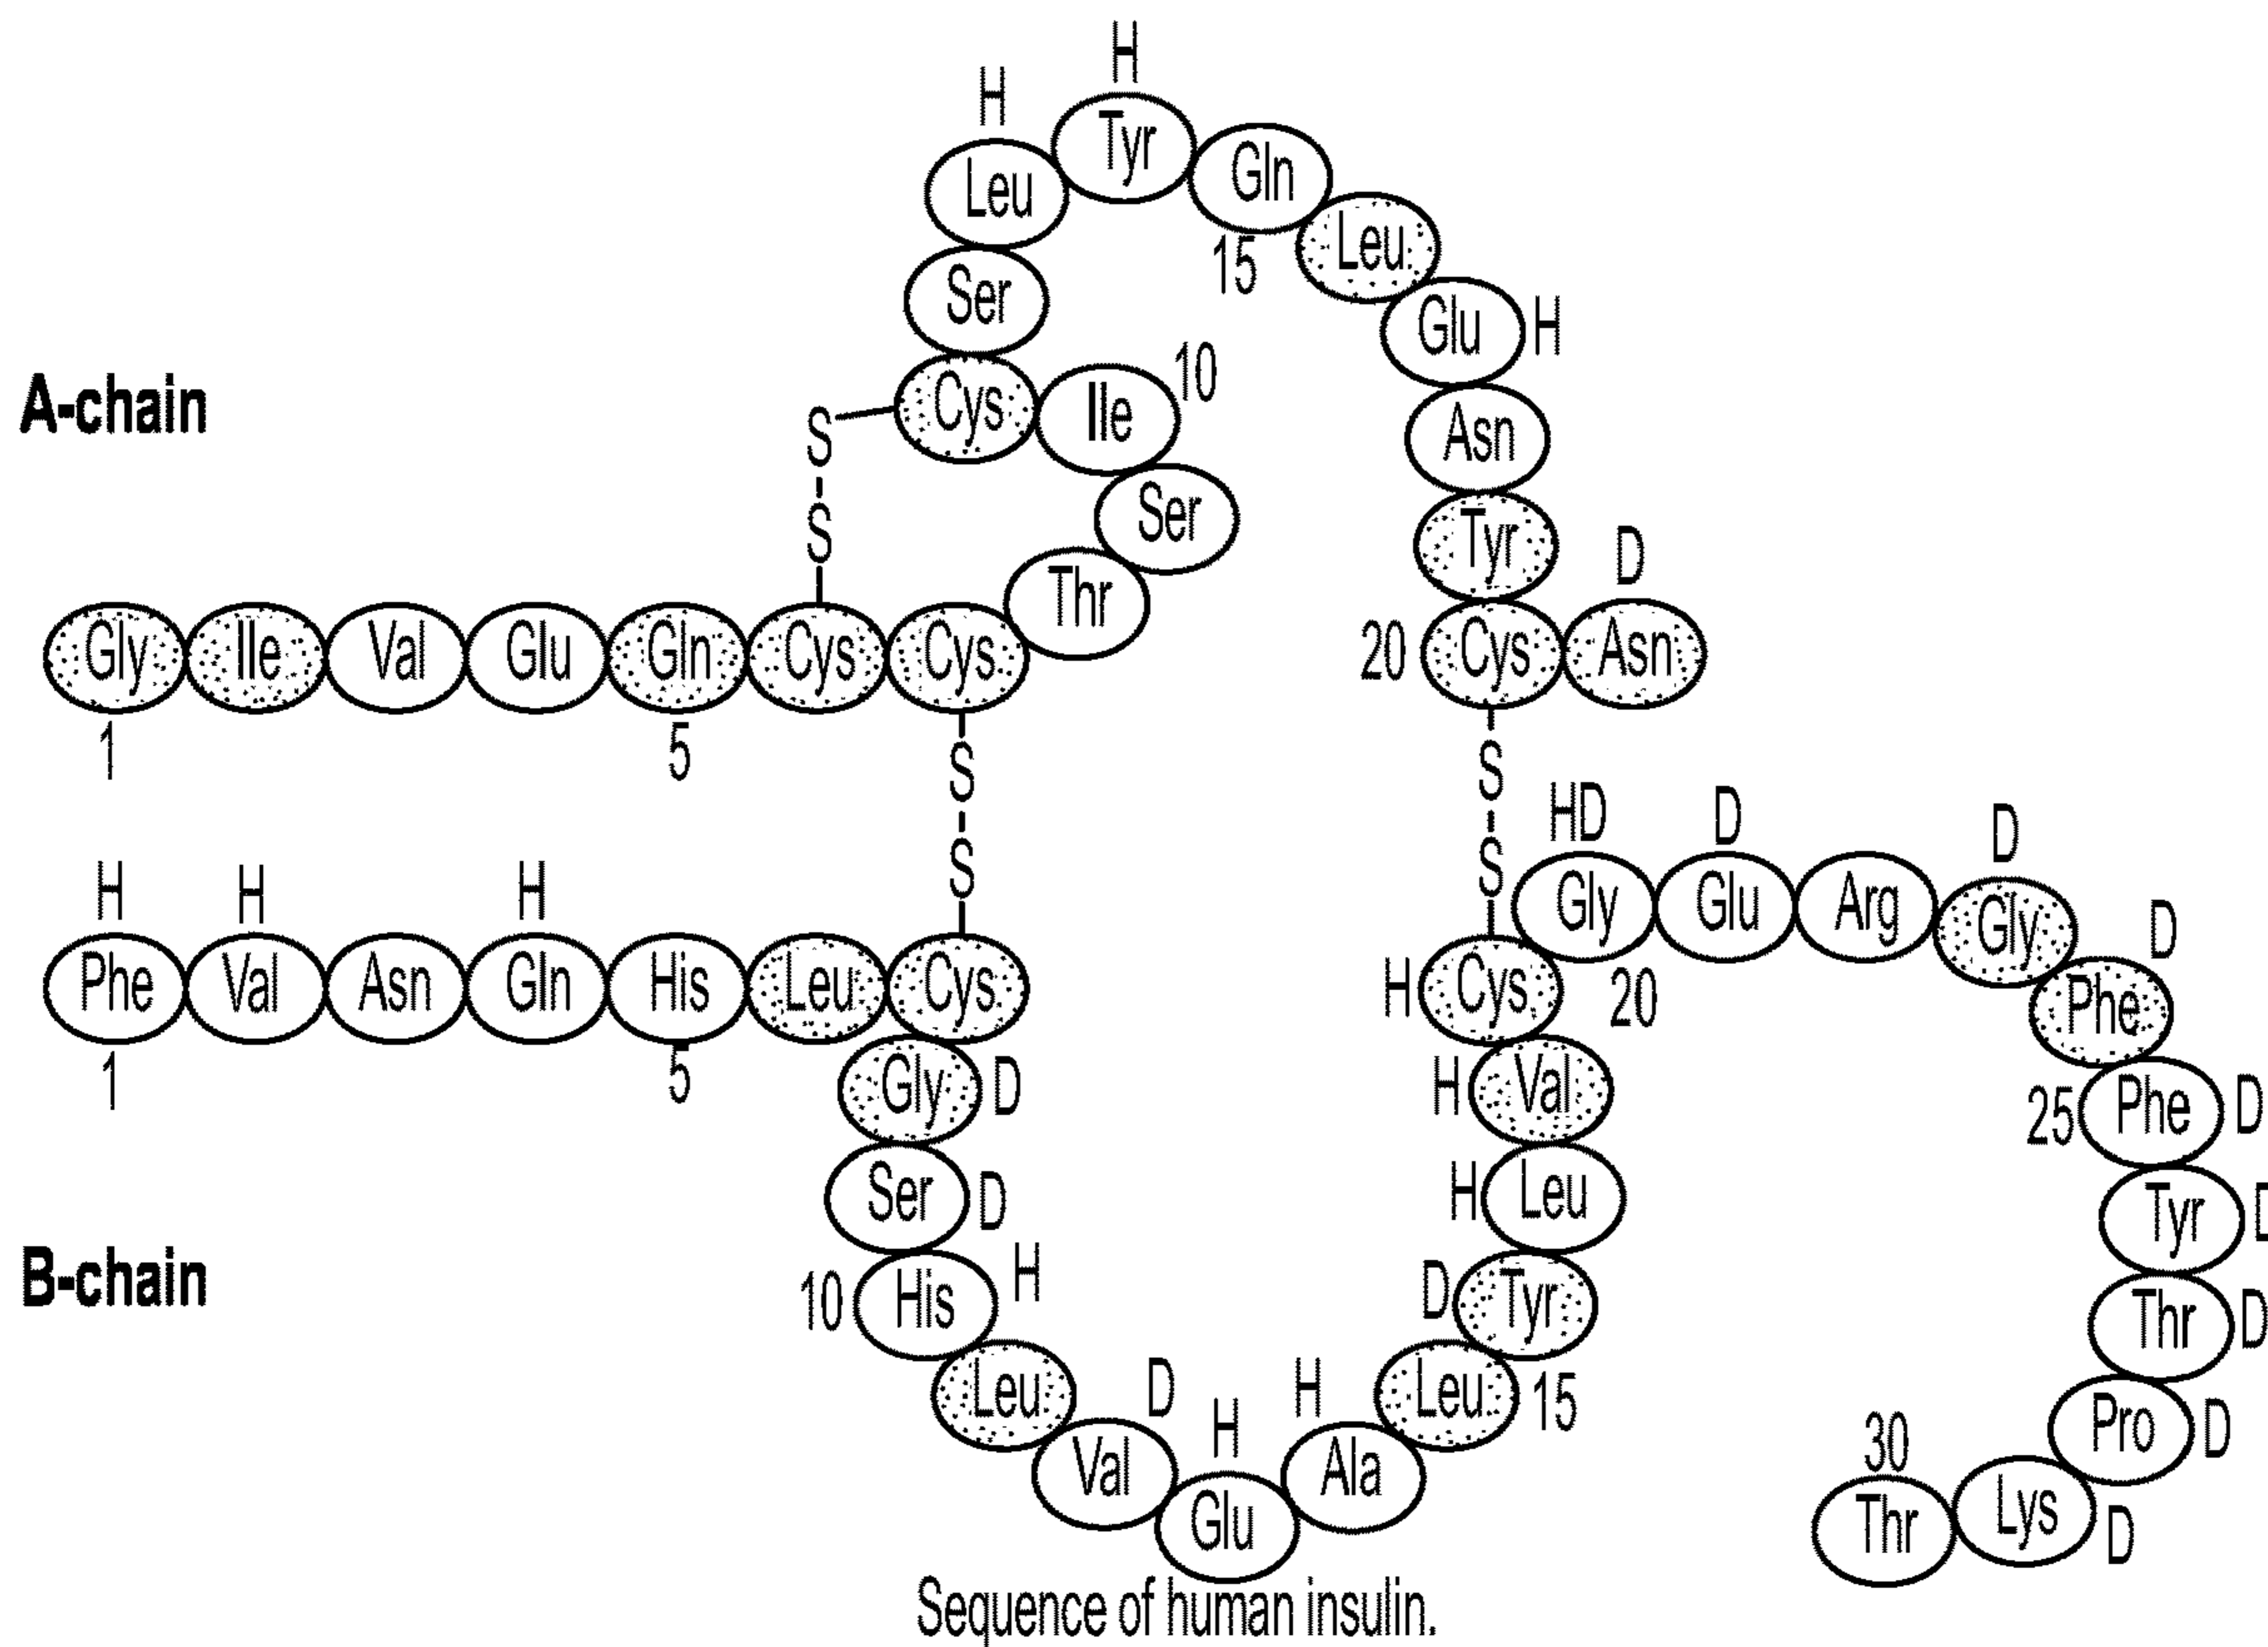 H
H
Leu Tyr Gln Leu
15
Ser Glu H
A-chain
S Cys Ile 10 Asn
S Ser Tyr D
Gly Ile Val Glu Gln Cys Cys Thr 20 Cys Asn
1 5
S S
S S
HD D D
H H H D
Phe Val Asn Gln His Leu Cys H Cys Gly Glu Arg Gly Phe
1 5 20
Gly D H Val 25 Phe D
Ser D H Leu Tyr D
B-chain
10 His H D Tyr Thr D
Leu D H H Leu 15 Pro D
Val Glu Ala 30 Thr Lys D
Sequence of human insulin.